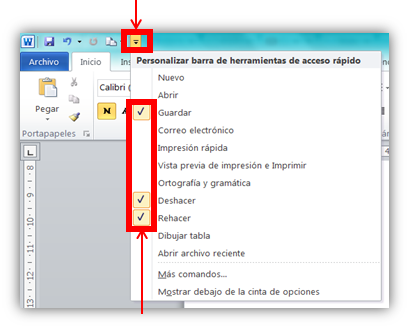 W
Archivo Inicio
Personalizar barra de herramientas de acceso rápido
Nuevo
Abrir
Calibri (
Guardar
Pegar
N
Correo electrónico
Impresión rápida
Portapapeles
Vista previa de impresión e Imprimir
Ortografía y gramática
Deshacer
Rehacer
Dibujar tabla
Abrir archivo reciente
Más comandos...
Mostrar debajo de la cinta de opciones